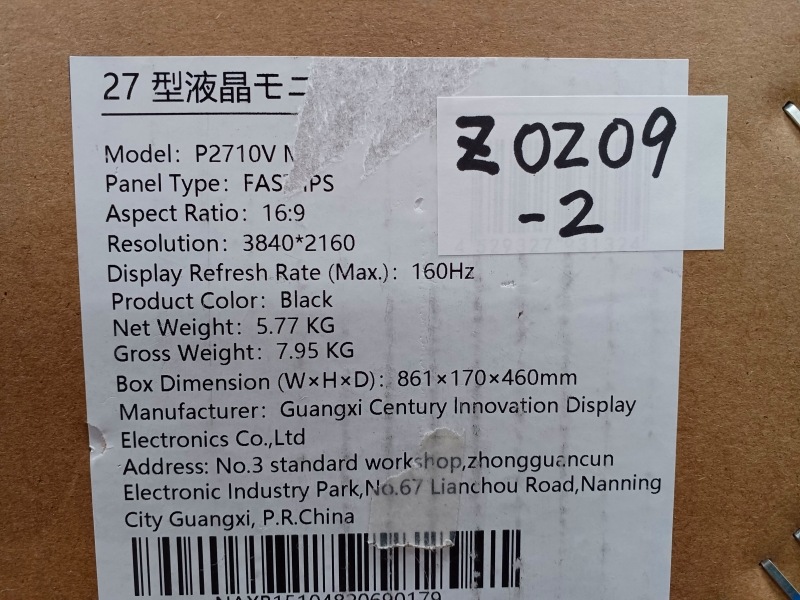 27 型液晶モニ
Z0209
-2
Model: P2710V
Panel Type: FAST IPS
Aspect Ratio: 16:9
Resolution: 3840*2160
Display Refresh Rate (Max.): 160Hz
Product Color: Black
Net Weight: 5.77 KG
Gross Weight: 7.95 KG
Box Dimension (W×H×D): 861×170×460mm
Manufacturer: Guangxi Century Innovation Display
Electronics Co.,Ltd
Address: No.3 standard workshop,zhongguancun
Electronic Industry Park,No.67 Lianchou Road,Nanning
City Guangxi, P.R.China